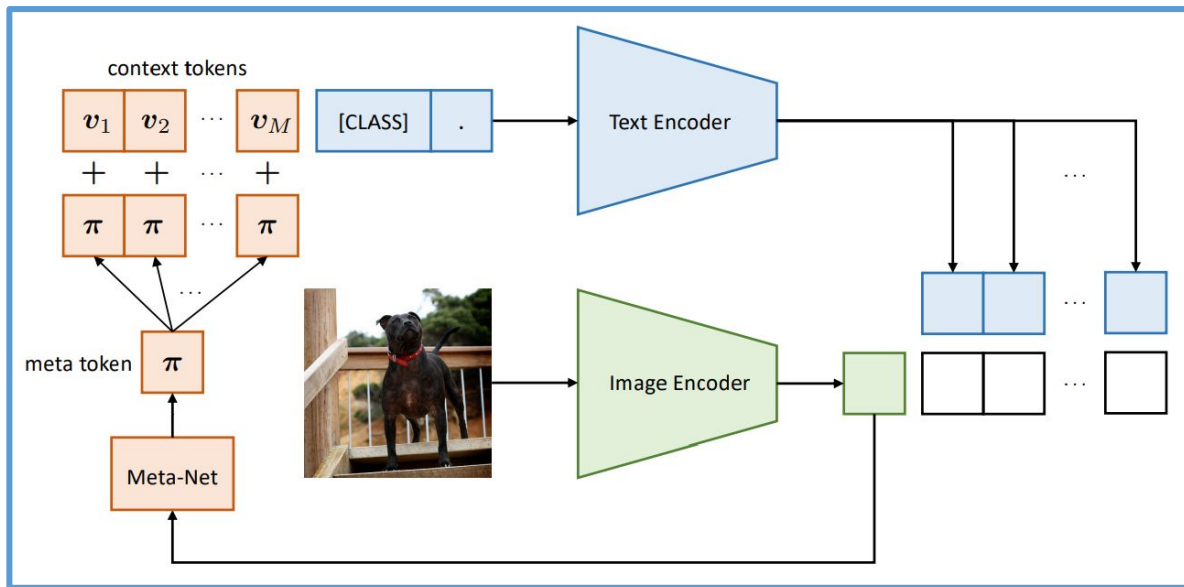 context tokens
v1 v2 ... vM [CLASS] . Text Encoder
+ + ... + ...
π π ... π
...
...
meta token π Image Encoder
...
Meta-Net